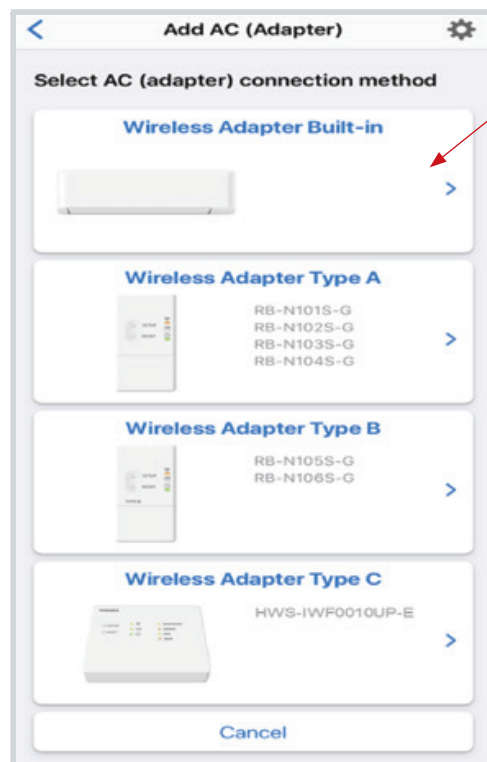 Add AC (Adapter)
Select AC (adapter) connection method
Wireless Adapter Built-in
Wireless Adapter Type A
RB-N101S-G
RB-N102S-G
RB-N103S-G
RB-N104S-G
Wireless Adapter Type B
RB-N105S-G
RB-N106S-G
Wireless Adapter Type C
HWS-IWF0010UP-E
Cancel